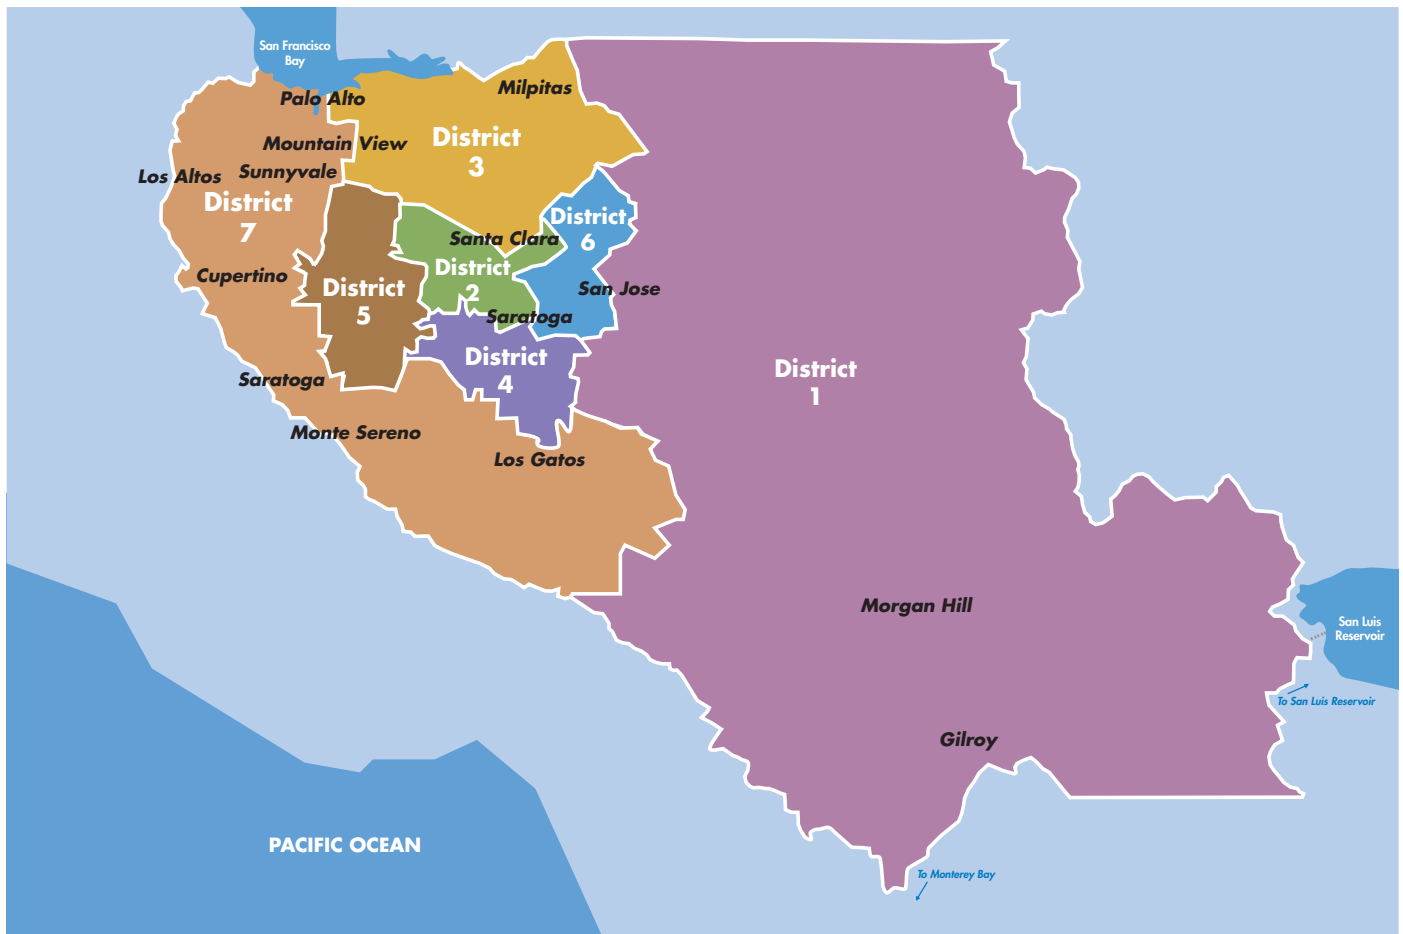 San Francisco
Bay
Milpitas
Palo Alto
District
3
Mountain View
Sunnyvale
Los Altos
District
7
District
6
Santa Clara
District
2
Cupertino
District
5
San Jose
Saratoga
District
4
District
1
Saratoga
Monte Sereno
Los Gatos
Morgan Hill
San Luis
Reservoir
To San Luis Reservoir
Gilroy
PACIFIC OCEAN
To Monterey Bay